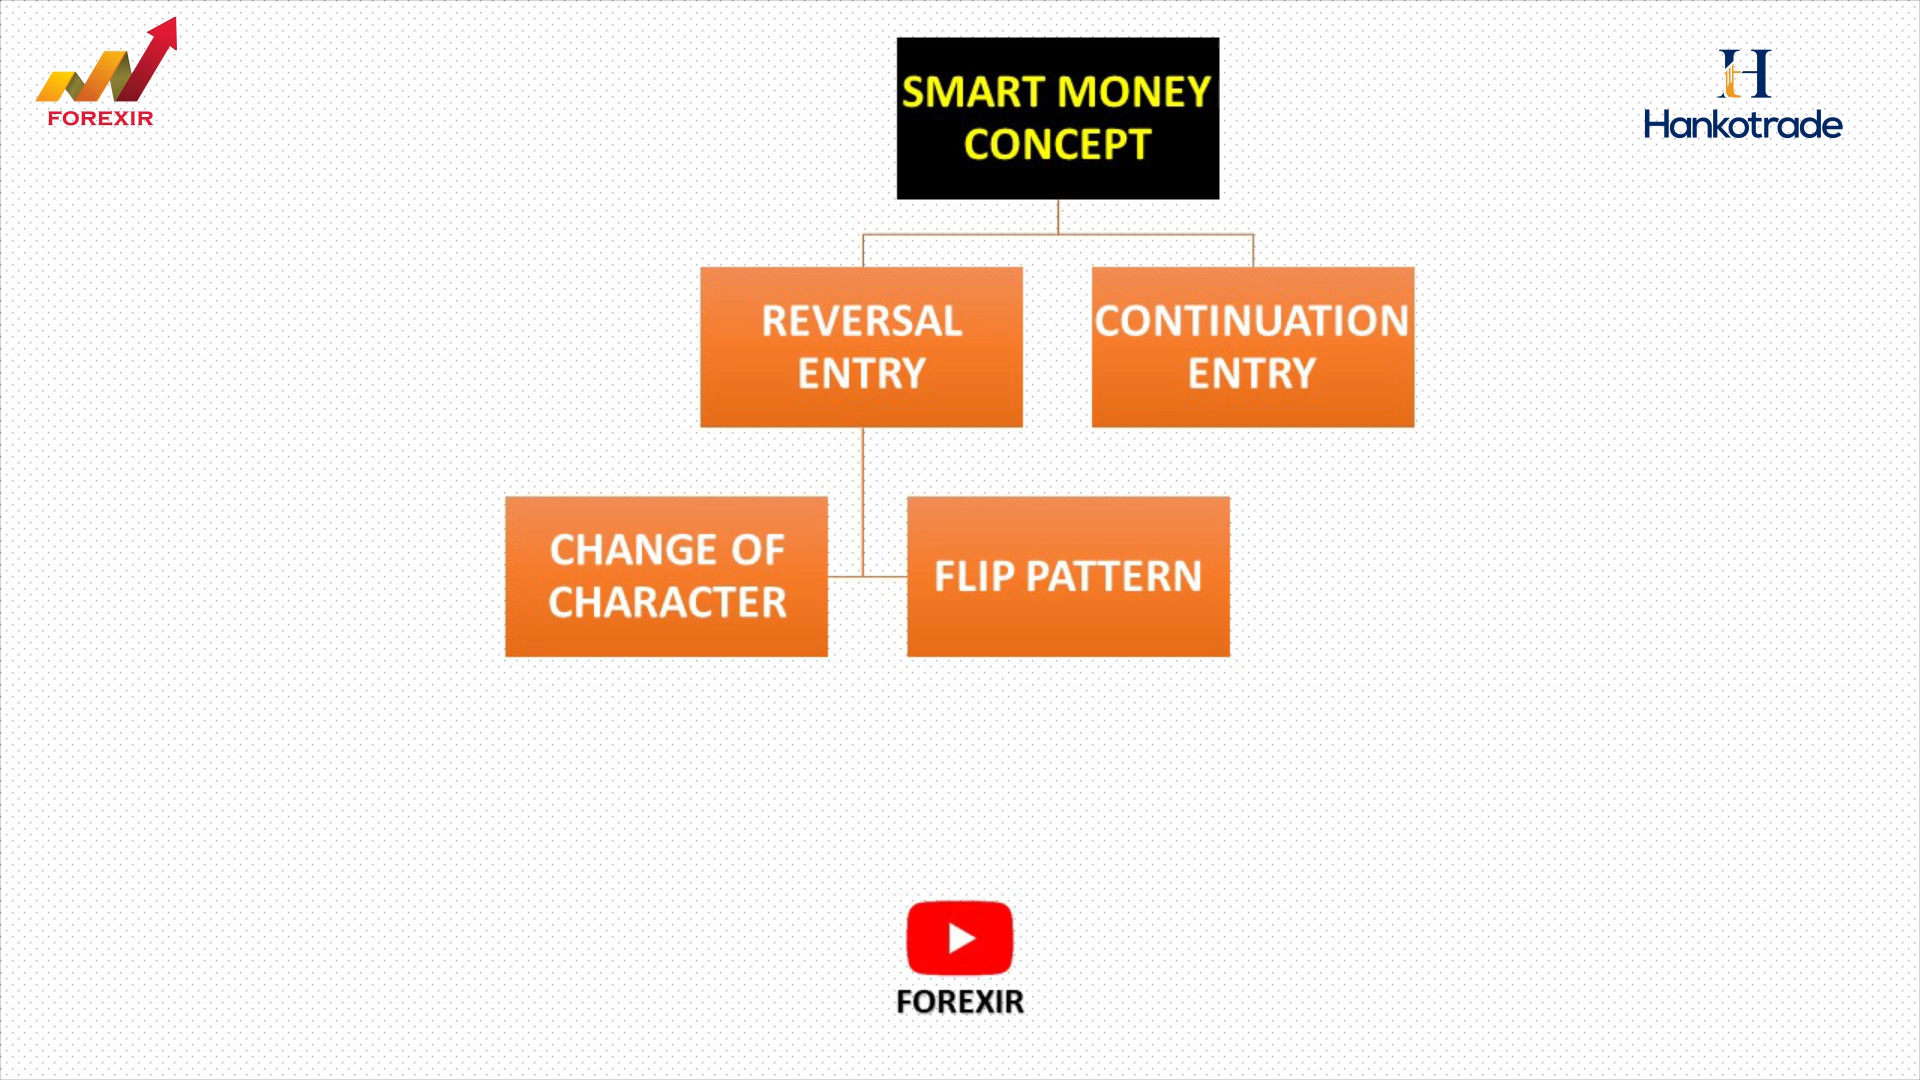 FOREXIR
SMART MONEY
CONCEPT
Hankotrade
REVERSAL
ENTRY
CONTINUATION
ENTRY
CHANGE OF
CHARACTER
FLIP PATTERN
FOREXIR